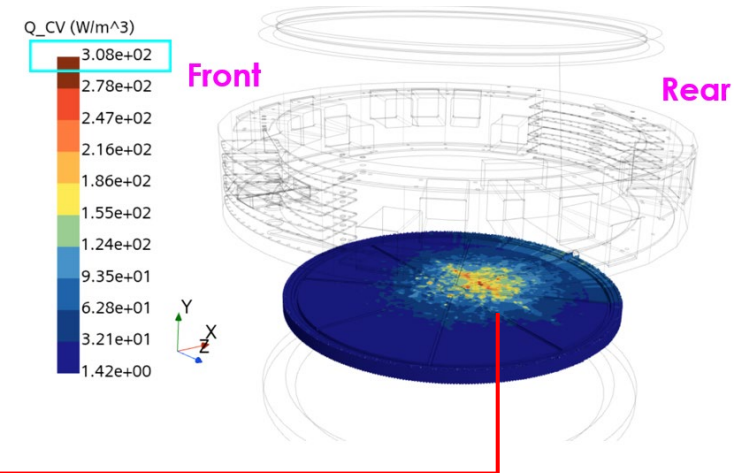 Q_CV (W/m^3)
3.08e+02
2.78e+02
2.47e+02
2.16e+02
1.86e+02
1.55e+02
1.24e+02
9.35e+01
6.28e+01
3.21e+01
1.42e+00
Front
Rear
Y
X
Z